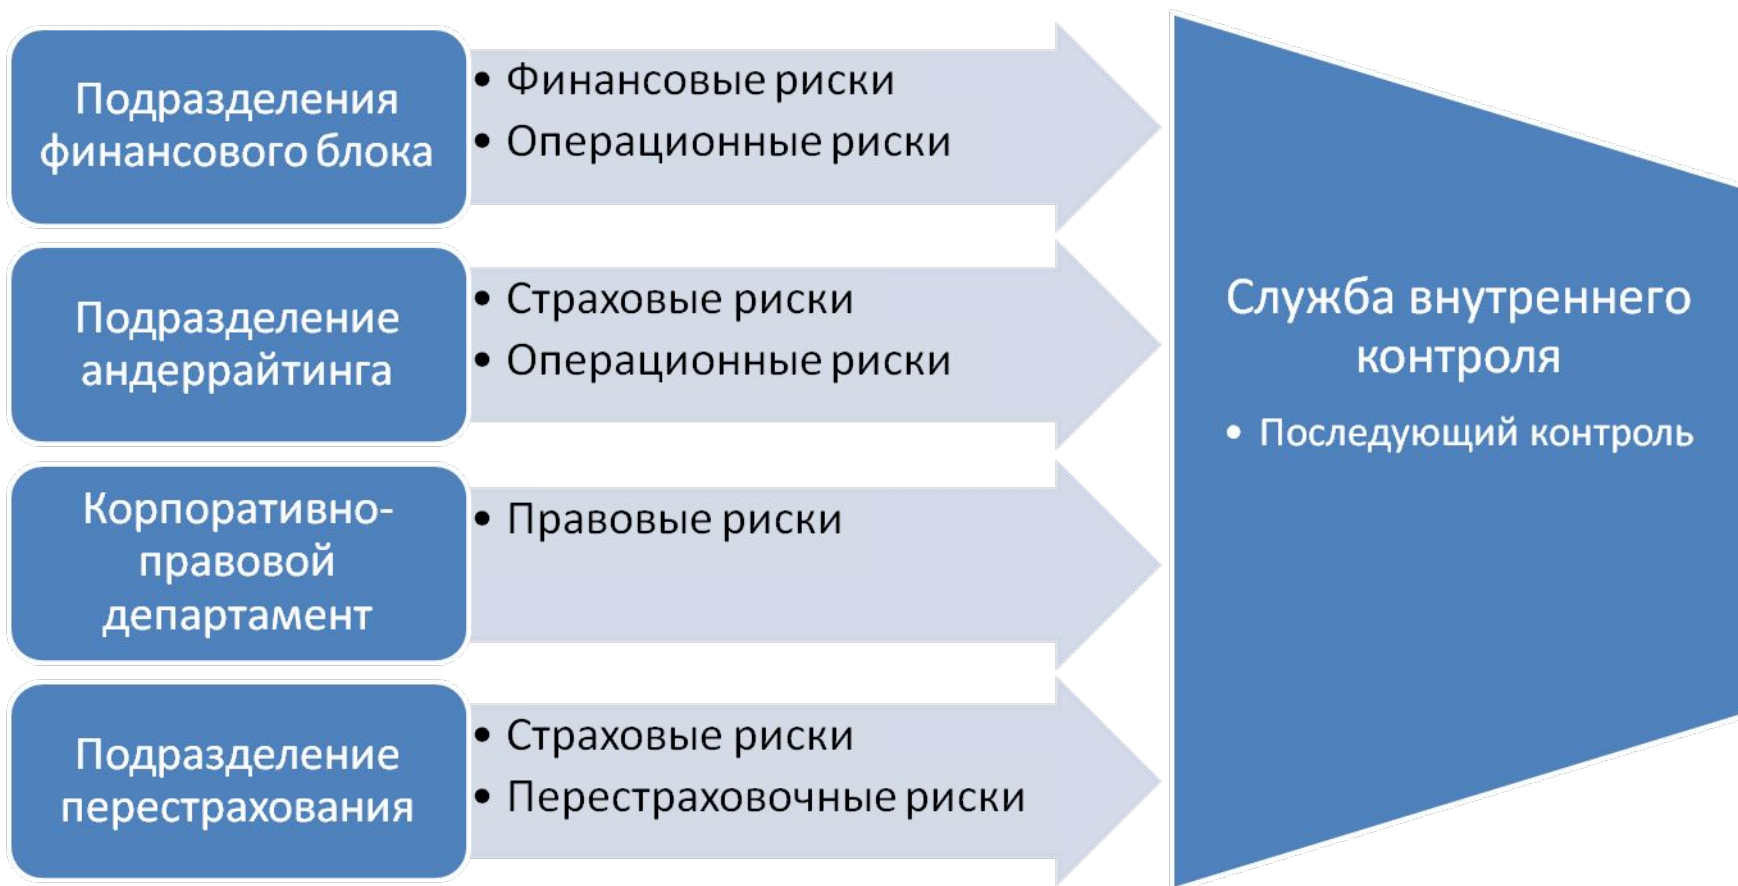 Подразделения
финансового блока
• Финансовые риски
• Операционные риски
Подразделение
андеррайтинга
• Страховые риски
• Операционные риски
Корпоративно-
правовой
департамент
• Правовые риски
Подразделение
перестрахования
• Страховые риски
• Перестраховочные риски
Служба внутреннего
контроля
• Последующий контроль